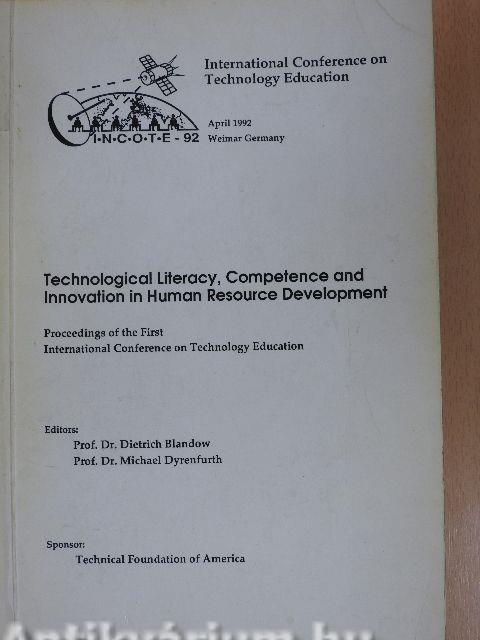 International Conference on
Technology Education
I•N•C•O•T•E - 92
April 1992
Weimar Germany
Technological Literacy, Competence and
Innovation in Human Resource Development
Proceedings of the First
International Conference on Technology Education
Editors:
Prof. Dr. Dietrich Blandow
Prof. Dr. Michael Dyrenfurth
Sponsor:
Technical Foundation of America
Antikvárium.hu